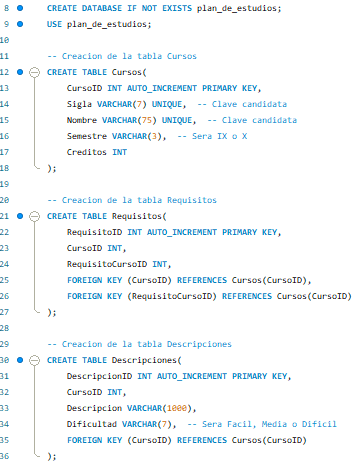 8 CREATE DATABASE IF NOT EXISTS plan_de_estudios;
9 USE plan_de_estudios;
10
11 -- Creacion de la tabla Cursos
12 CREATE TABLE Cursos(
13 CursoID INT AUTO_INCREMENT PRIMARY KEY,
14 Sigla VARCHAR(7) UNIQUE, -- Clave candidata
15 Nombre VARCHAR(75) UNIQUE, -- Clave candidata
16 Semestre VARCHAR(3), -- Sera IX o X
17 Creditos INT
18 );
19
20 -- Creacion de la tabla Requisitos
21 CREATE TABLE Requisitos(
22 RequisitoID INT AUTO_INCREMENT PRIMARY KEY,
23 CursoID INT,
24 RequisitoCursoID INT,
25 FOREIGN KEY (CursoID) REFERENCES Cursos(CursoID),
26 FOREIGN KEY (RequisitoCursoID) REFERENCES Cursos(CursoID)
27 );
28
29 -- Creacion de la tabla Descripciones
30 CREATE TABLE Descripciones(
31 DescripcionID INT AUTO_INCREMENT PRIMARY KEY,
32 CursoID INT,
33 Descripcion VARCHAR(1000),
34 Dificultad VARCHAR(7), -- Sera Facil, Media o Dificil
35 FOREIGN KEY (CursoID) REFERENCES Cursos(CursoID)
36 );